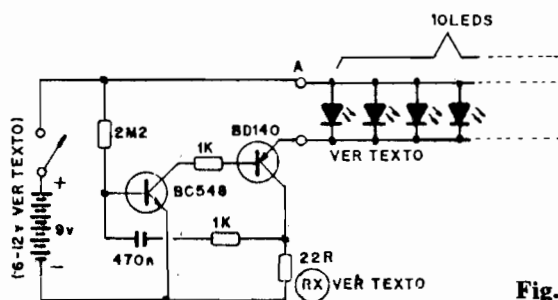 10LEDS
A
2M2
BD140
VER TEXTO
1K
BC548
(6-12v VER TEXTO)
+
9v
-
1K
470n
22R
RX
VER TEXTO
Fig.